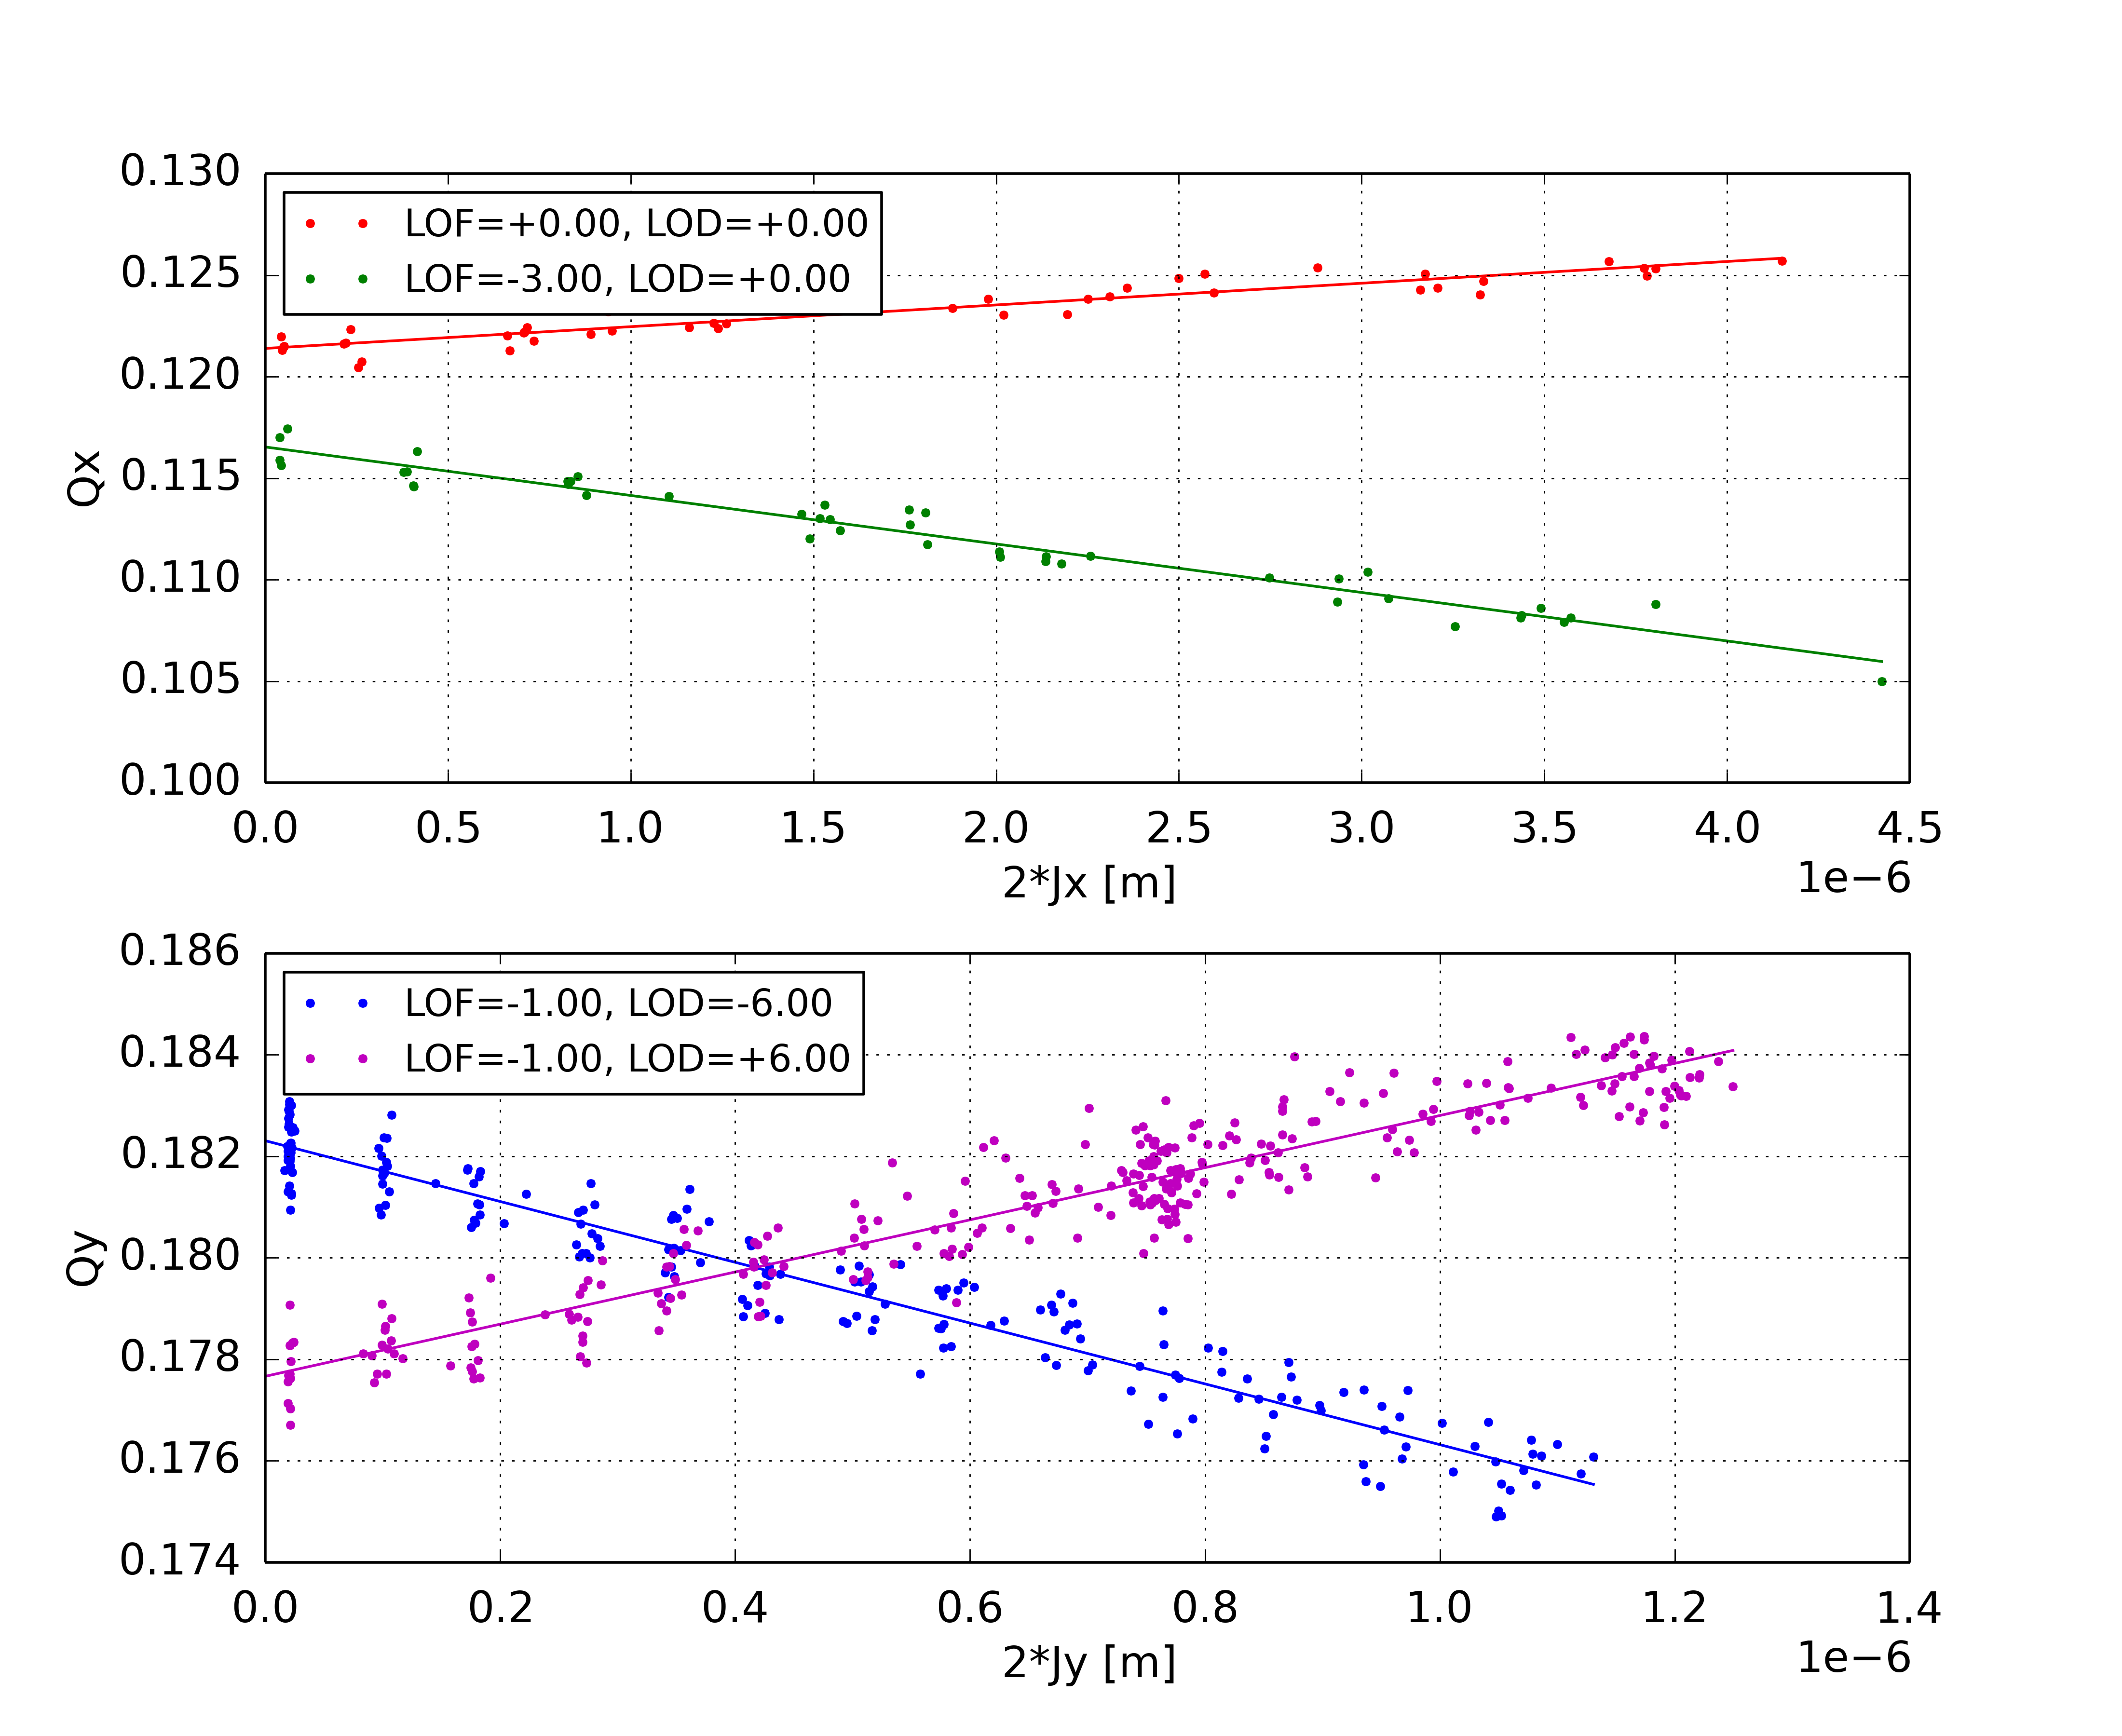 0.130
0.125
0.120
0.115
0.110
0.105
0.100
Qx
LOF=+0.00, LOD=+0.00
LOF=-3.00, LOD=+0.00
0.0 0.5 1.0 1.5 2.0 2.5 3.0 3.5 4.0 4.5
2*Jx [m]
1e−6
0.186
0.184
0.182
0.180
0.178
0.176
0.174
Qy
LOF=-1.00, LOD=-6.00
LOF=-1.00, LOD=+6.00
0.0 0.2 0.4 0.6 0.8 1.0 1.2 1.4
2*Jy [m]
1e−6